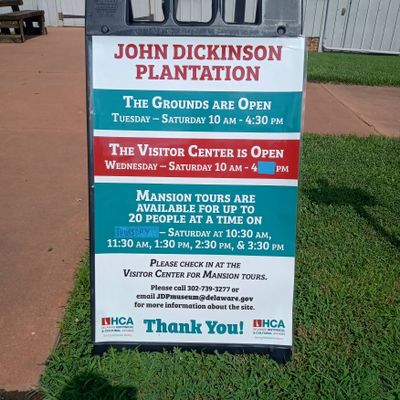 JOHN DICKINSON
PLANTATION
THE GROUNDS ARE OPEN
TUESDAY – SATURDAY 10 AM - 4:30 PM
THE VISITOR CENTER IS OPEN
WEDNESDAY – SATURDAY 10 AM - 4 PM
MANSION TOURS ARE
AVAILABLE FOR UP TO
20 PEOPLE AT A TIME ON
– SATURDAY AT 10:30 AM,
11:30 AM, 1:30 PM, 2:30 PM, & 3:30 PM
PLEASE CHECK IN AT THE
VISITOR CENTER FOR MANSION TOURS.
Please call 302-739-3277 or
email JDPmuseum@delaware.gov
for more information about the site.
HCA
Thank You!
HCA